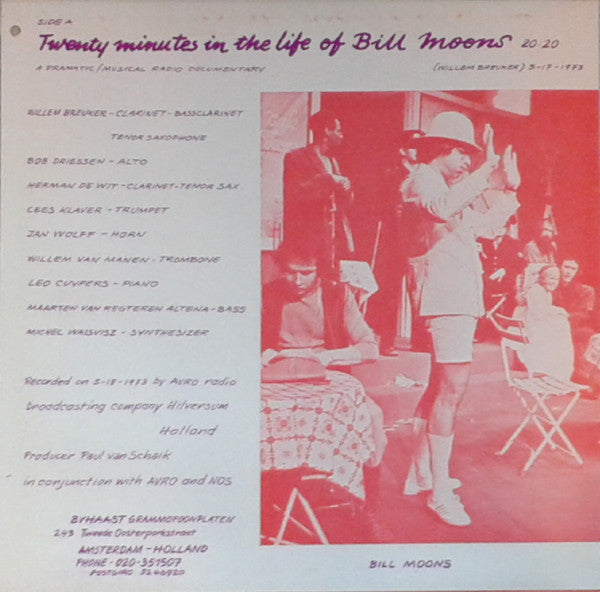 SIDE A
Twenty minutes in the life of Bill Moons 20:20
A DRAMATIC/MUSICAL RADIO DOCUMENTARY (WILLEM BREUKER) 5-17-1973
WILLEM BREUKER-CLARINET-BASSCLARINET
TENOR SAXOPHONE
BOB DRIESSEN - ALTO
HERMAN DE WIT-CLARINET-TENOR SAX.
CEES KLAVER - TRUMPET
JAN WOLFF - HORN
WILLEM VAN MANEN-TROMBONE
LEO CUYPERS - PIANO
MAARTEN VAN REGTEREN ALTENA-BASS
MICHEL WAISVISZ - SYNTHESIZER
Recorded on 5-18-1973 by AVRO radio
broadcasting company Hilversum
Holland
Producer Paul van Schaik
in conjunction with AVRO and NOS
BVHAAST GRAMMOFOONPLATEN
243 Tweede Oosterparkstraat
AMSTERDAM - HOLLAND
PHONE - 020-351507
POSTGIRO 3240920
BILL MOONS